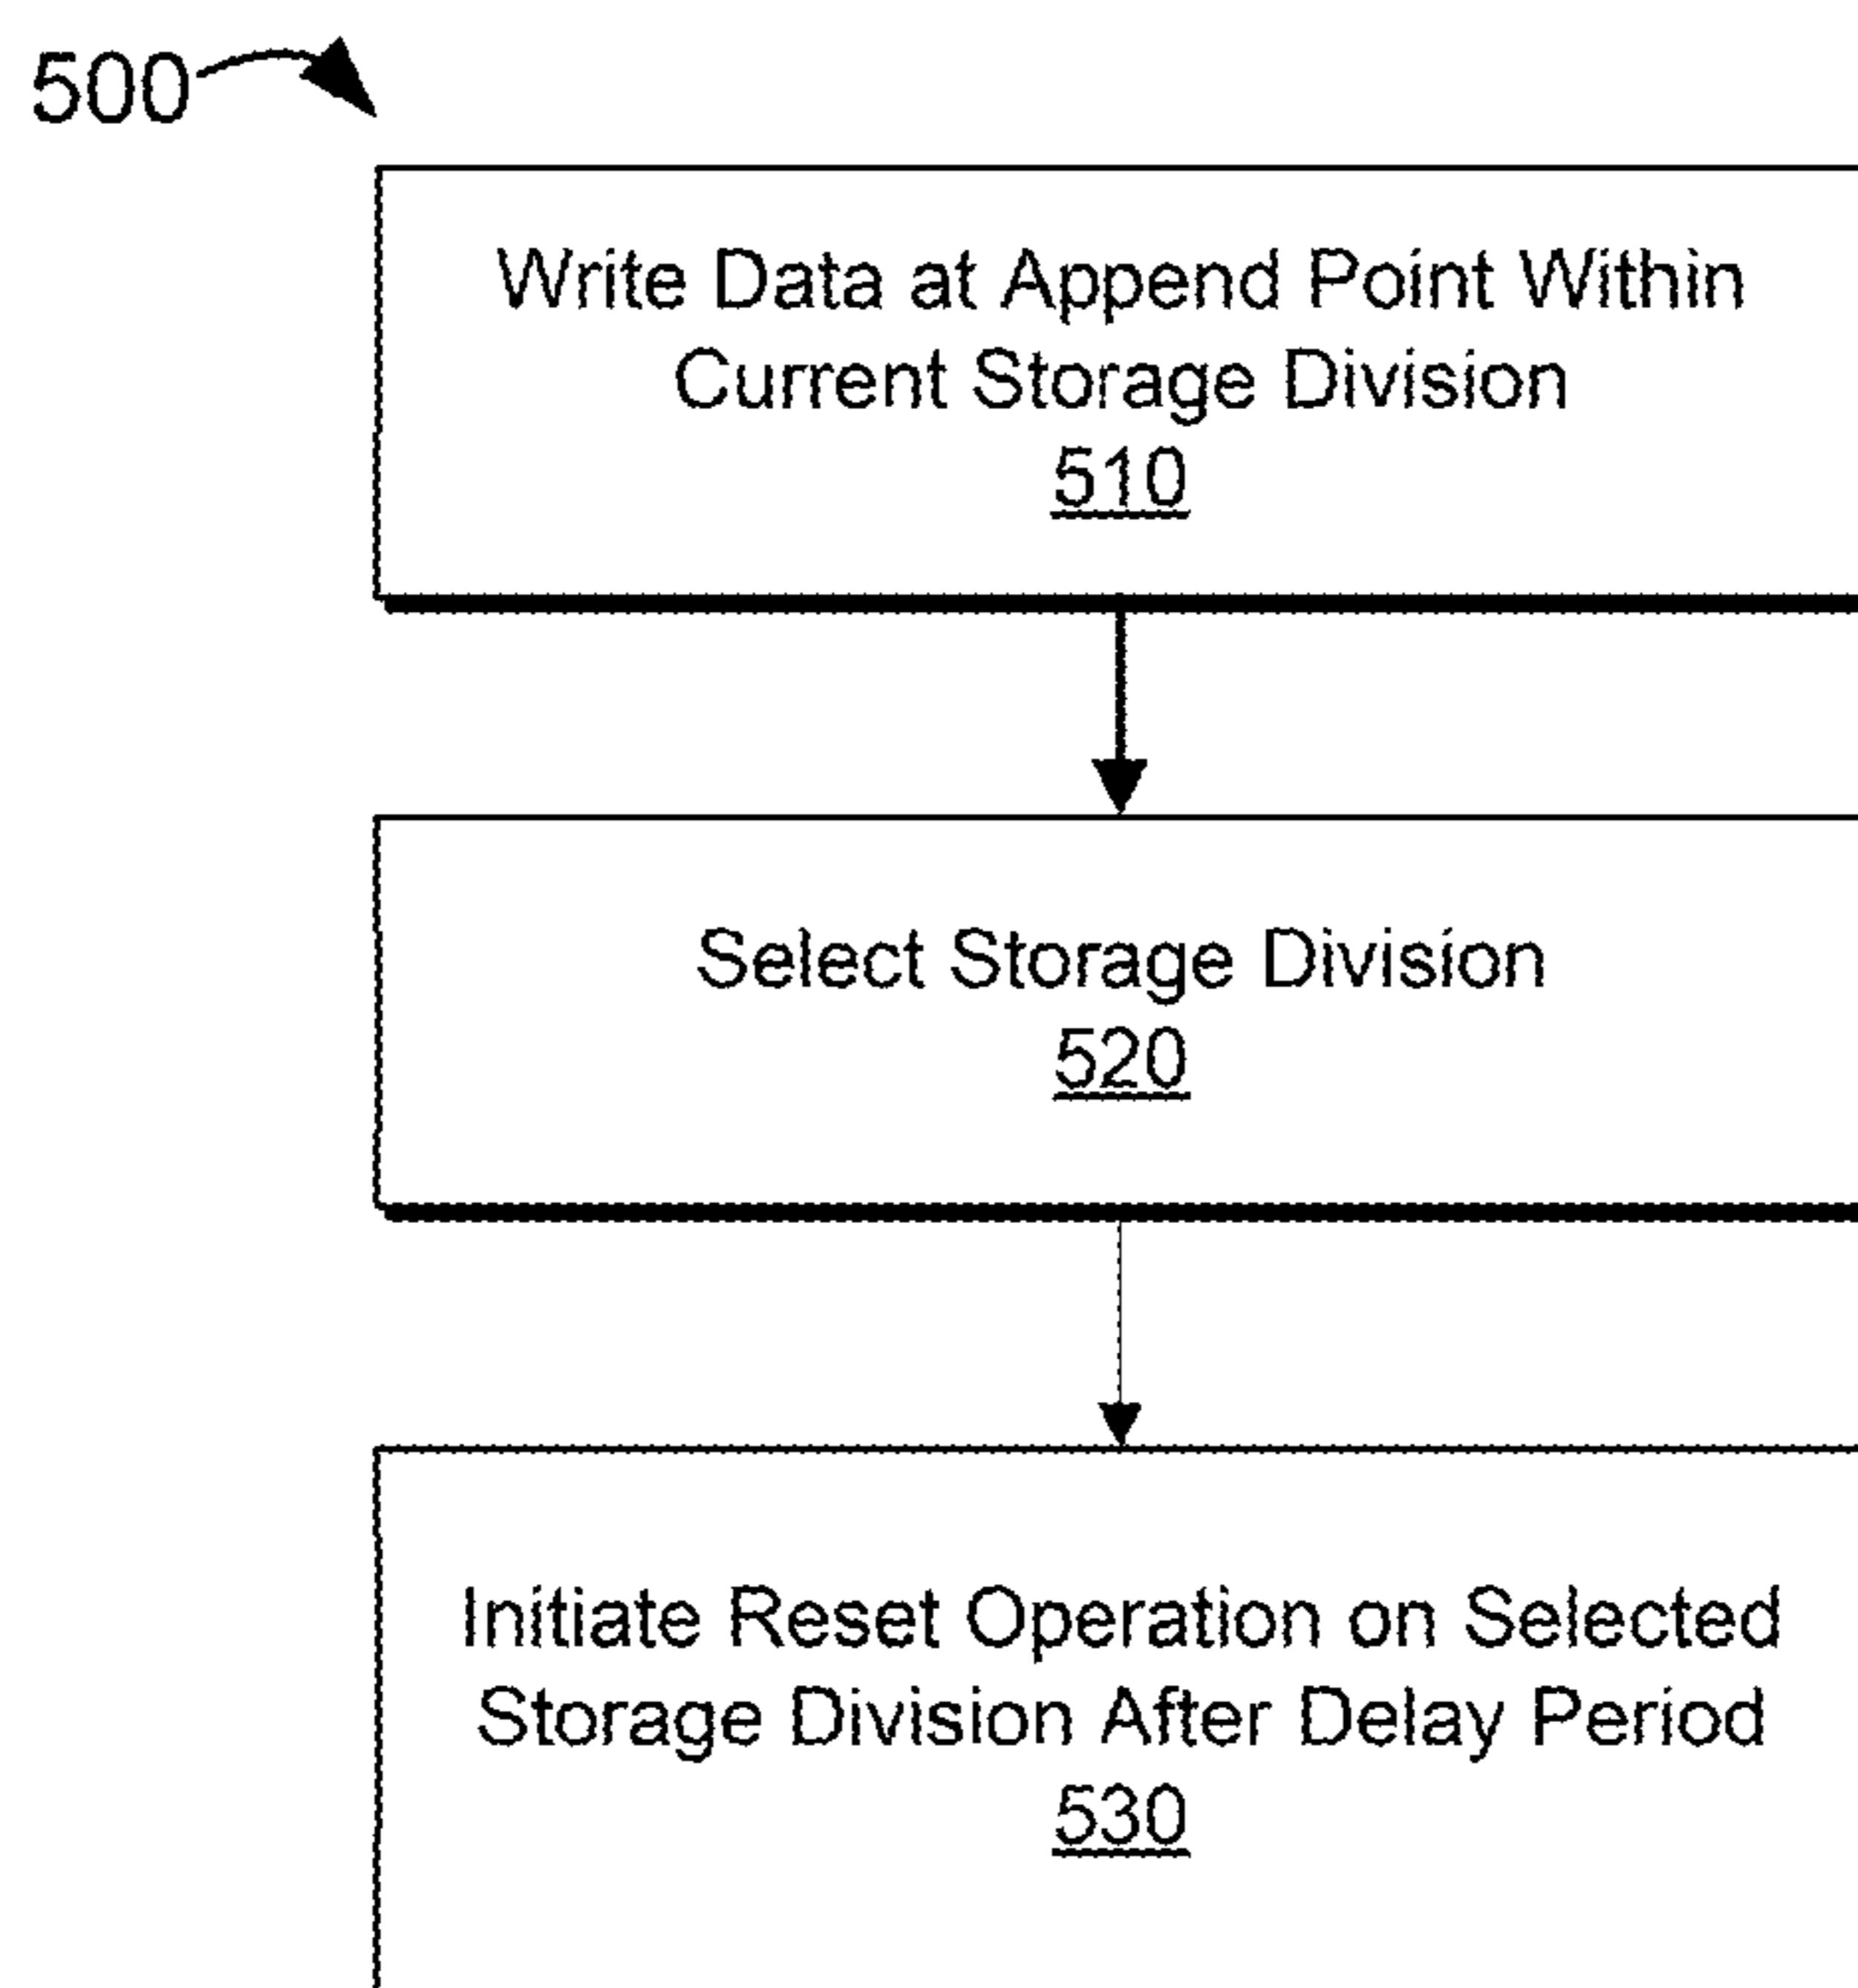 500
Write Data at Append Point Within
Current Storage Division
510
Select Storage Division
520
Initiate Reset Operation on Selected
Storage Division After Delay Period
530